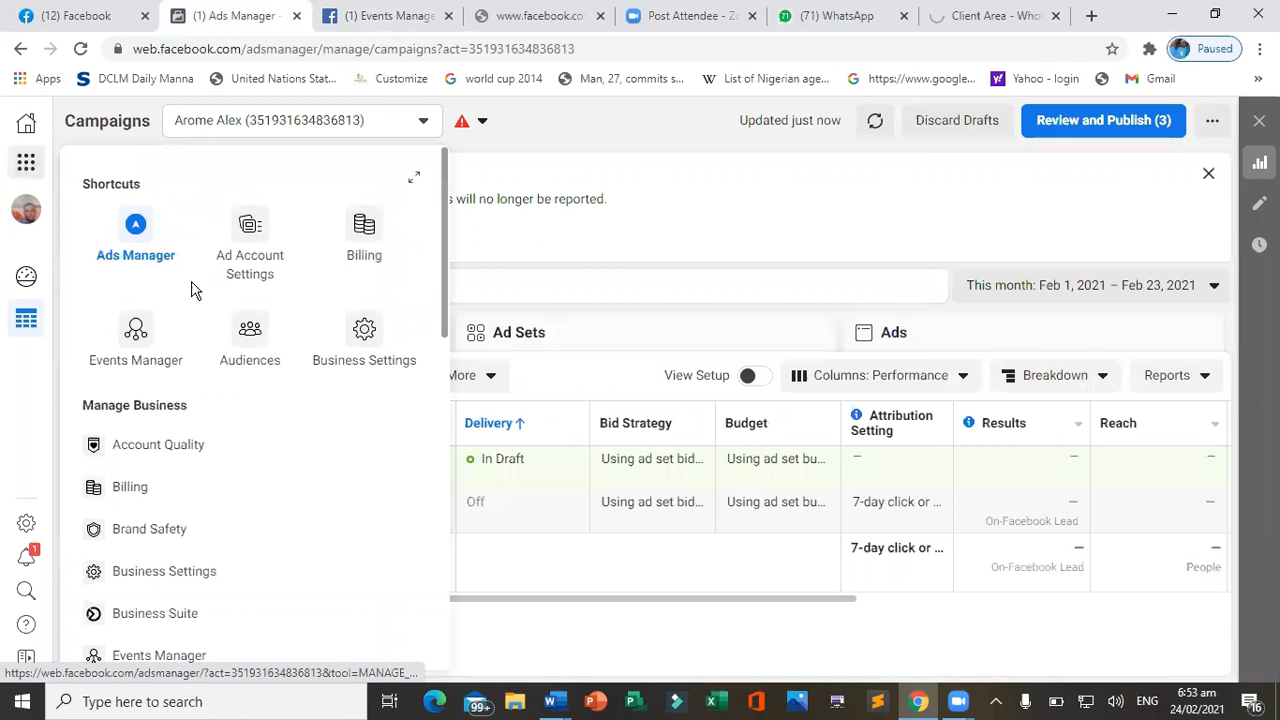 (12) Facebook
(1) Ads Manager -
(1) Events Manage
www.facebook.co
Post Attendee - Zo
(71) WhatsApp
Client Area - Who
web.facebook.com/adsmanager/manage/campaigns?act=351931634836813
Paused
Apps
DCLM Daily Manna
United Nations Stat...
Customize
world cup 2014
Man, 27, commits s...
List of Nigerian age...
https://www.google...
Yahoo - login
Gmail
»
Campaigns
Arome Alex (351931634836813)
Updated just now
Discard Drafts
Review and Publish (3)
Shortcuts
s will no longer be reported.
Ads Manager
Ad Account
Settings
Billing
This month: Feb 1, 2021 – Feb 23, 2021
Events Manager
Audiences
Business Settings
Ad Sets
Ads
More
View Setup
Columns: Performance
Breakdown
Reports
Manage Business
Delivery↑
Bid Strategy
Budget
Attribution
Setting
Results
Reach
Account Quality
In Draft
Using ad set bid...
Using ad set bu...
–
–
–
Billing
Off
Using ad set bid...
Using ad set bu...
7-day click or ...
–
On-Facebook Lead
–
Brand Safety
7-day click or ...
–
On-Facebook Lead
–
People
Business Settings
Business Suite
Events Manager
https://web.facebook.com/adsmanager/?act=351931634836813&tool=MANAGE_...
1
Type here to search
99+
ENG
6:53 am
24/02/2021
16